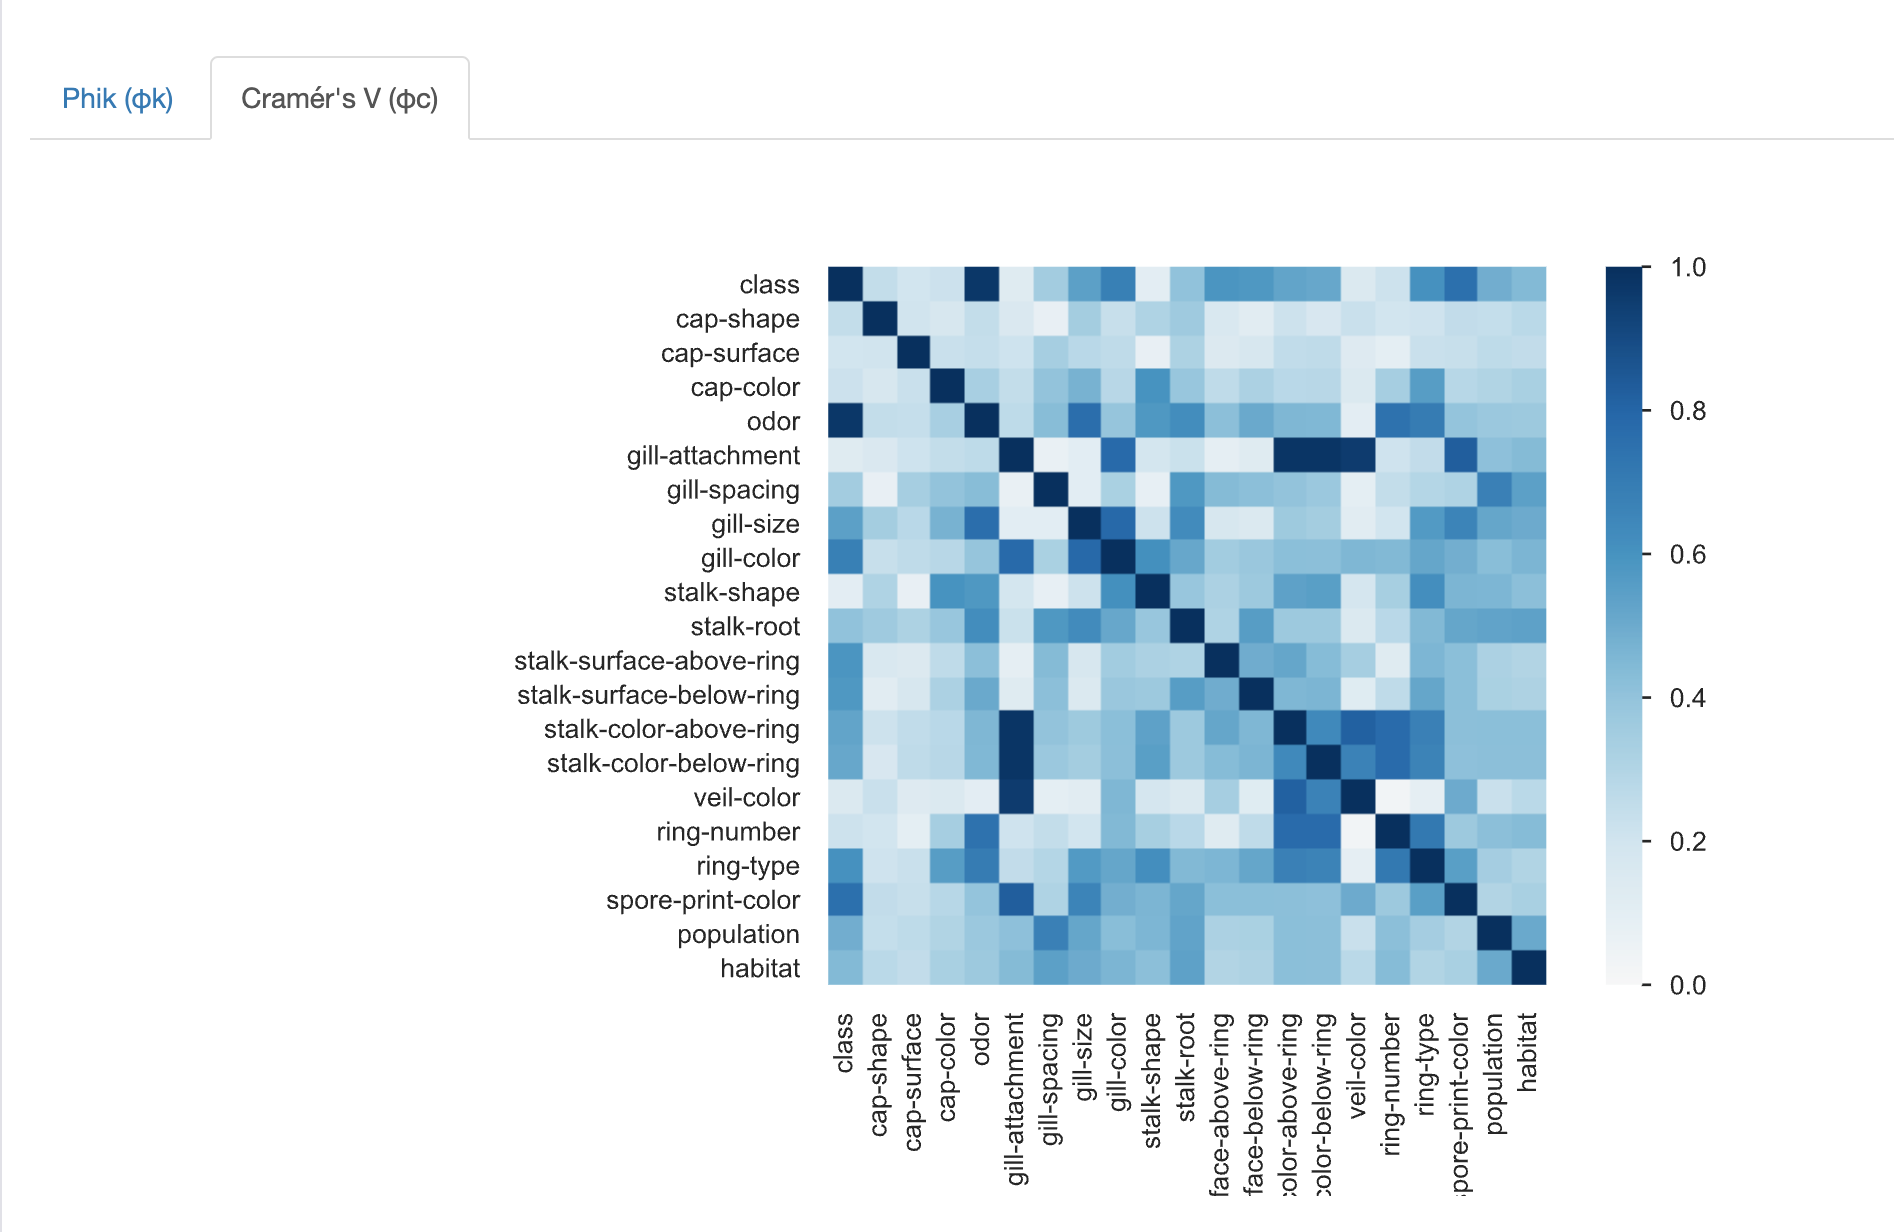 Phik (φk)
Cramér's V (φc)
class
cap-shape
cap-surface
cap-color
odor
gill-attachment
gill-spacing
gill-size
gill-color
stalk-shape
stalk-root
stalk-surface-above-ring
stalk-surface-below-ring
stalk-color-above-ring
stalk-color-below-ring
veil-color
ring-number
ring-type
spore-print-color
population
habitat
1.0
0.8
0.6
0.4
0.2
0.0
class
cap-shape
cap-surface
cap-color
odor
gill-attachment
gill-spacing
gill-size
gill-color
stalk-shape
stalk-root
face-above-ring
face-below-ring
color-above-ring
color-below-ring
veil-color
ring-number
ring-type
spore-print-color
population
habitat